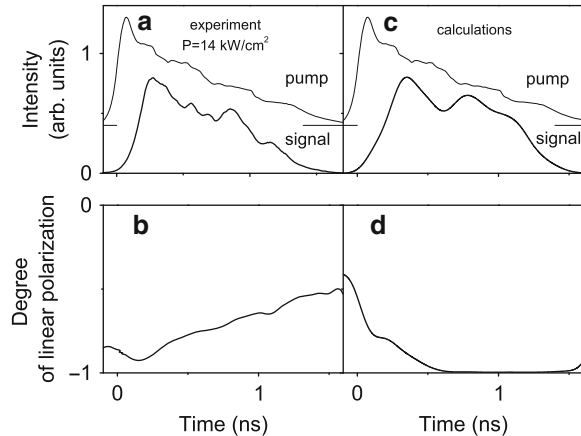 a
experiment
P=14 kW/cm²
pump
signal
c
calculations
pump
signal
Intensity
(arb. units)
1
0
b
d
Degree
of linear polarization
0
−1
0
1
0
1
Time (ns)
Time (ns)